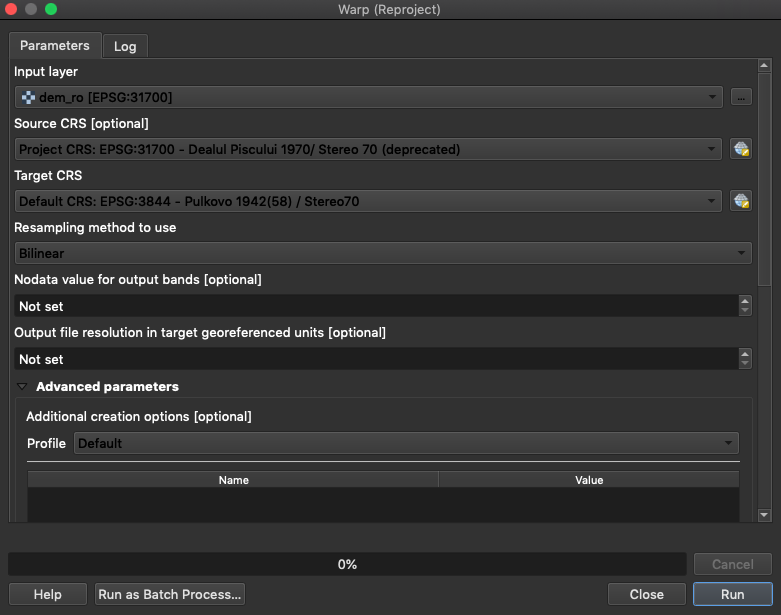 Warp (Reproject)
Parameters
Log
Input layer
dem_ro [EPSG:31700]
...
Source CRS [optional]
Project CRS: EPSG:31700 - Dealul Piscului 1970/ Stereo 70 (deprecated)
Target CRS
Default CRS: EPSG:3844 - Pulkovo 1942(58) / Stereo70
Resampling method to use
Bilinear
Nodata value for output bands [optional]
Not set
Output file resolution in target georeferenced units [optional]
Not set
Advanced parameters
Additional creation options [optional]
Profile Default
Name Value
0%
Cancel
Help Run as Batch Process... Close Run